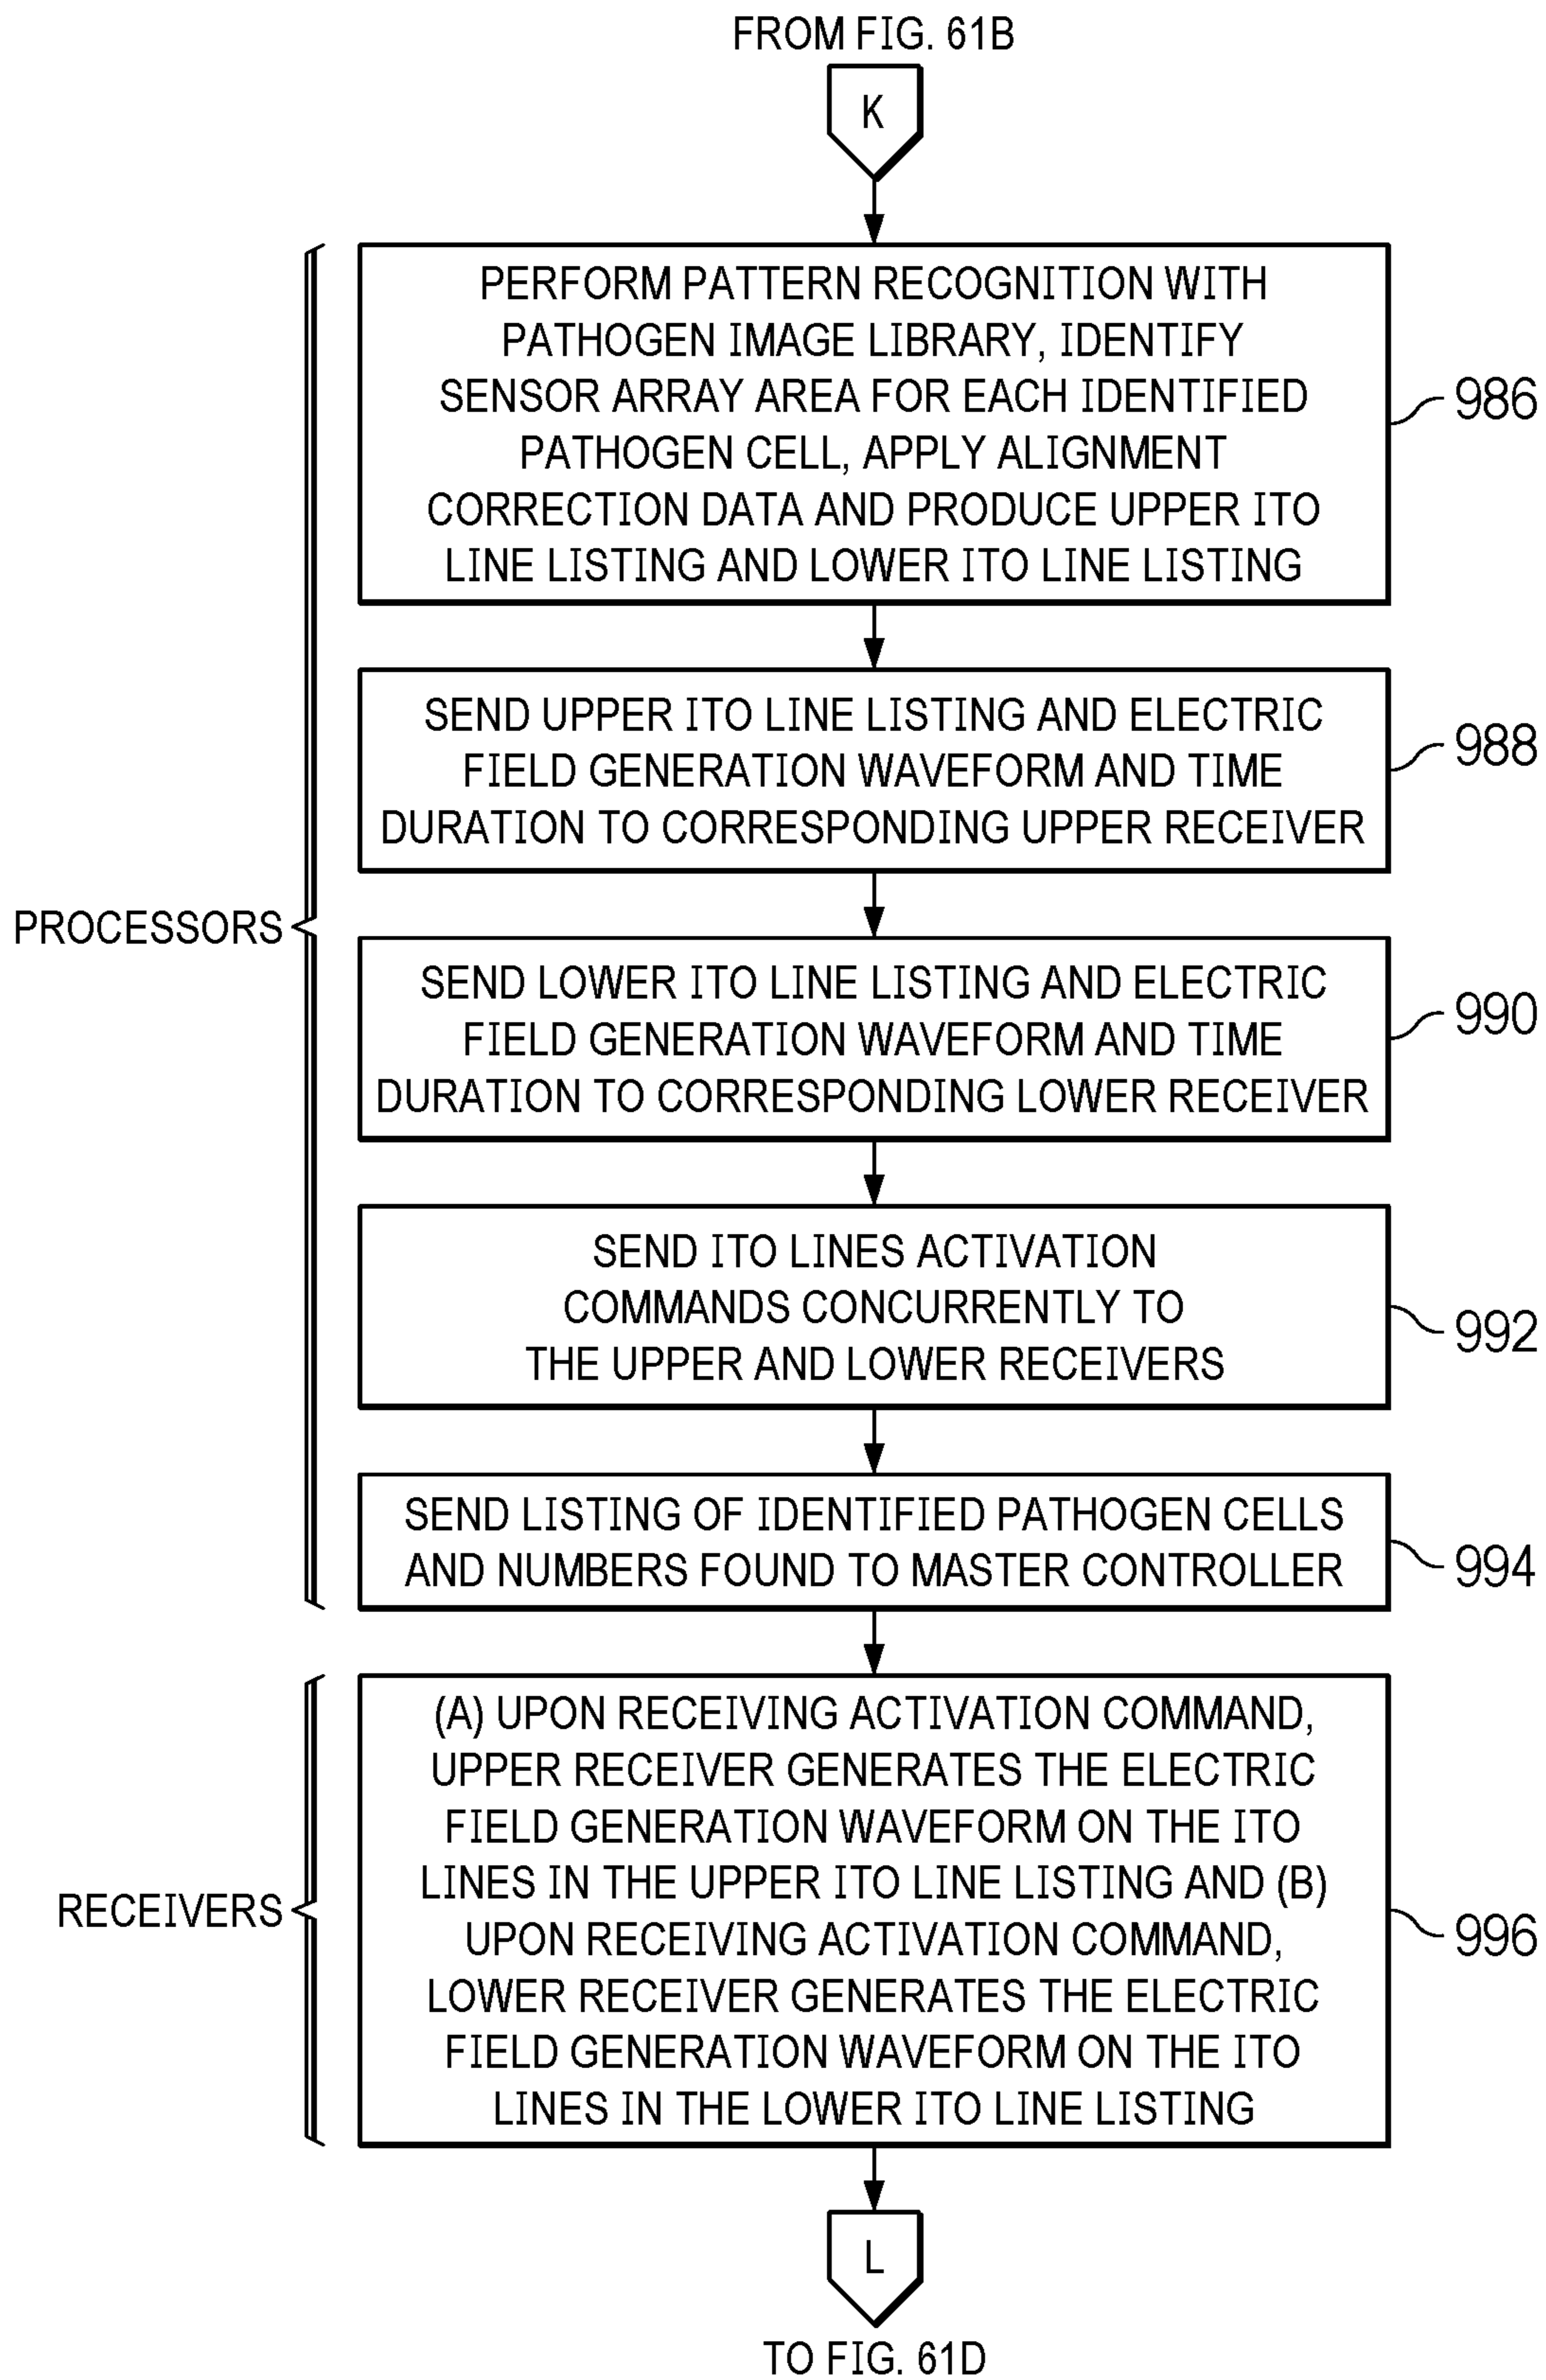 FROM FIG. 61B
K
PERFORM PATTERN RECOGNITION WITH
PATHOGEN IMAGE LIBRARY, IDENTIFY
SENSOR ARRAY AREA FOR EACH IDENTIFIED
PATHOGEN CELL, APPLY ALIGNMENT
CORRECTION DATA AND PRODUCE UPPER ITO
LINE LISTING AND LOWER ITO LINE LISTING
986
SEND UPPER ITO LINE LISTING AND ELECTRIC
FIELD GENERATION WAVEFORM AND TIME
DURATION TO CORRESPONDING UPPER RECEIVER
988
PROCESSORS
SEND LOWER ITO LINE LISTING AND ELECTRIC
FIELD GENERATION WAVEFORM AND TIME
DURATION TO CORRESPONDING LOWER RECEIVER
990
SEND ITO LINES ACTIVATION
COMMANDS CONCURRENTLY TO
THE UPPER AND LOWER RECEIVERS
992
SEND LISTING OF IDENTIFIED PATHOGEN CELLS
AND NUMBERS FOUND TO MASTER CONTROLLER
994
RECEIVERS
(A) UPON RECEIVING ACTIVATION COMMAND,
UPPER RECEIVER GENERATES THE ELECTRIC
FIELD GENERATION WAVEFORM ON THE ITO
LINES IN THE UPPER ITO LINE LISTING AND (B)
UPON RECEIVING ACTIVATION COMMAND,
LOWER RECEIVER GENERATES THE ELECTRIC
FIELD GENERATION WAVEFORM ON THE ITO
LINES IN THE LOWER ITO LINE LISTING
996
L
TO FIG. 61D